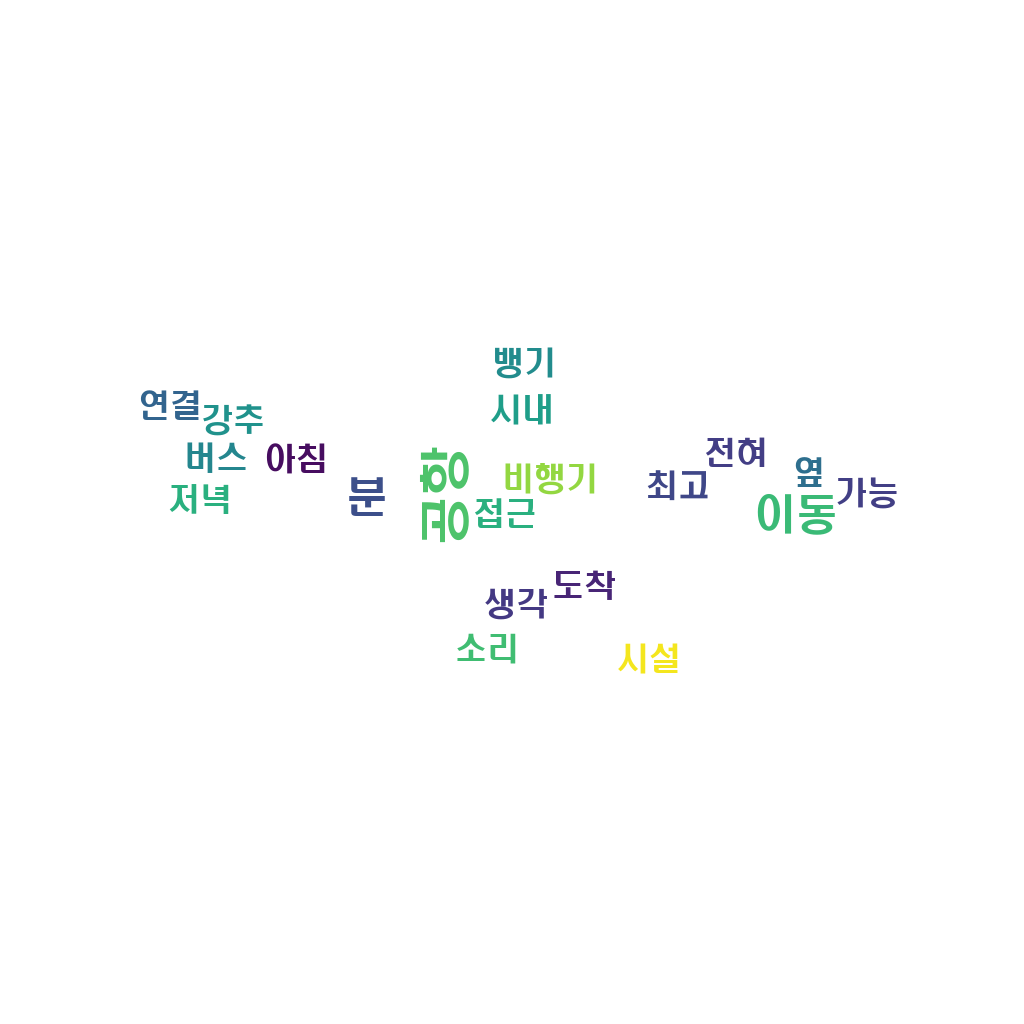 뱅기
시내
연결
강추
버스
아침
저녁
분
공항
비행기
접근
최고
전혀
옆
가능
이동
생각
도착
소리
시설